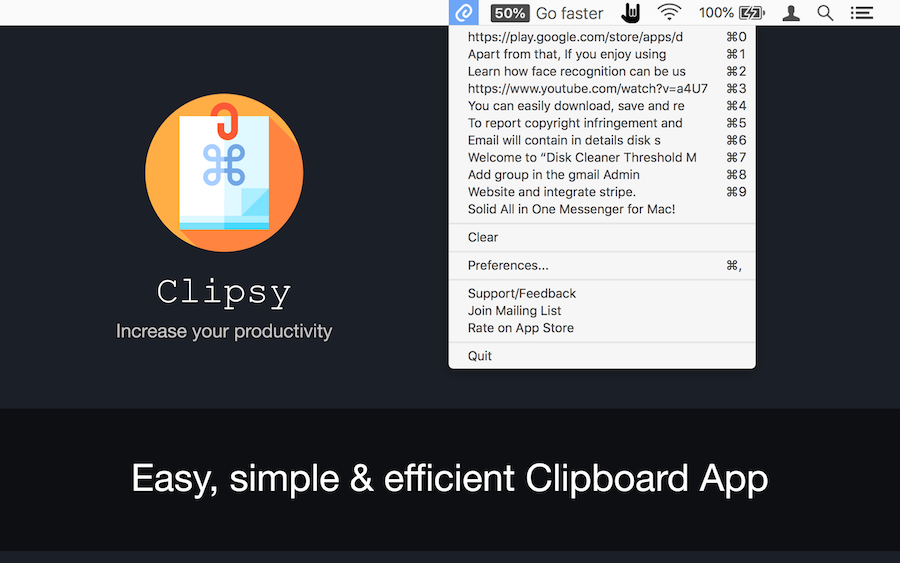 50% Go faster 100%
https://play.google.com/store/apps/d ⌘0
Apart from that, If you enjoy using ⌘1
Learn how face recognition can be us ⌘2
https://www.youtube.com/watch?v=a4U7 ⌘3
You can easily download, save and re ⌘4
To report copyright infringement and ⌘5
Email will contain in details disk s ⌘6
Welcome to “Disk Cleaner Threshold M ⌘7
Add group in the gmail Admin ⌘8
Website and integrate stripe. ⌘9
Solid All in One Messenger for Mac!
Clear
Preferences... ⌘,
Support/Feedback
Join Mailing List
Rate on App Store
Quit
Clipsy
Increase your productivity
Easy, simple & efficient Clipboard App